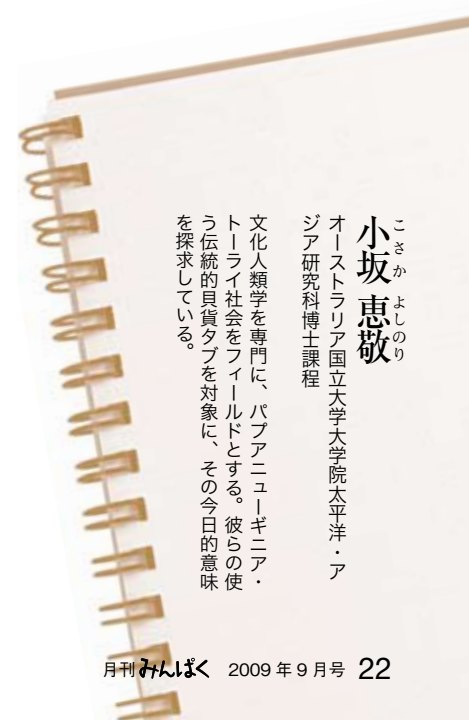 こさか よしのり
小坂 恵敬
オーストラリア国立大学大学院太平洋・ア
ジア研究科博士課程
文化人類学を専門に、パプアニューギニア・
トーライ社会をフィールドとする。彼らの使
う伝統的貝貨タブを対象に、その今日的意味
を探求している。
月刊みんぱく 2009年9月号 22